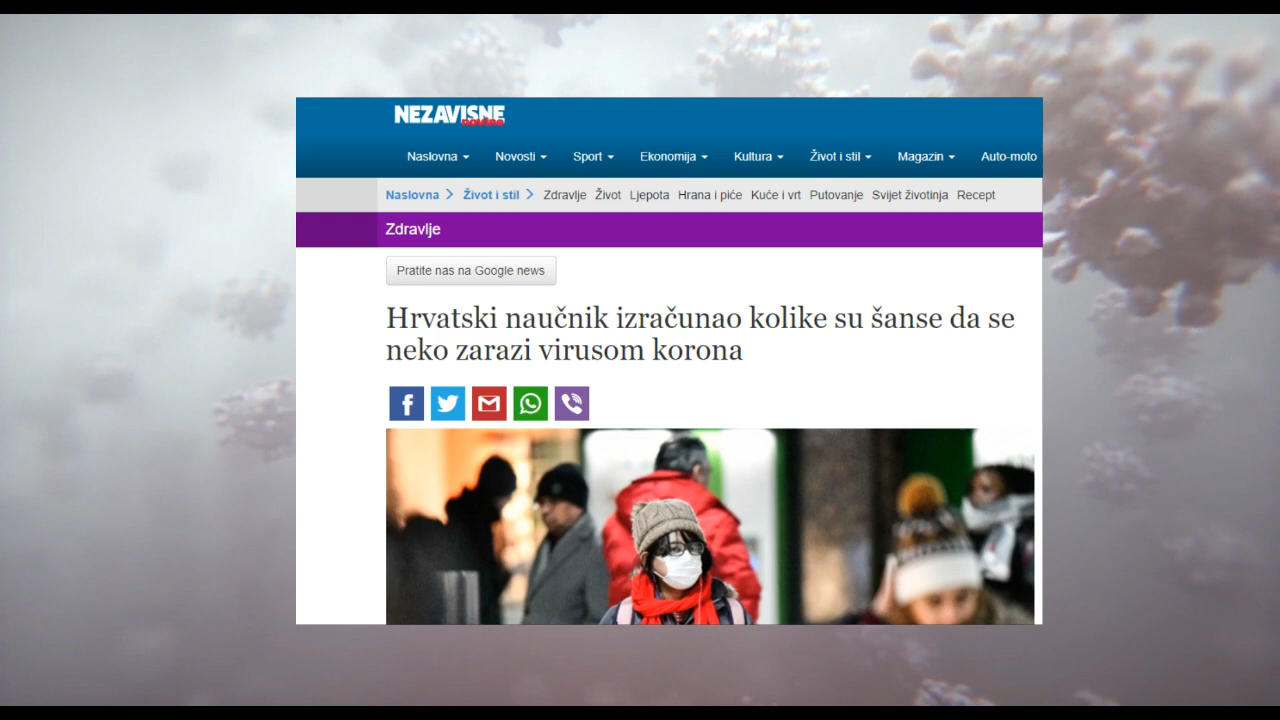 NEZAVISNE
novine
Naslovna Novosti Sport Ekonomija Kultura Život i stil Magazin Auto-moto
Naslovna Život i stil Zdravlje Život Ljepota Hrana i piće Kuće i vrt Putovanje Svijet životinja Recept
Zdravlje
Pratite nas na Google news
Hrvatski naučnik izračunao kolike su šanse da se
neko zarazi virusom korona